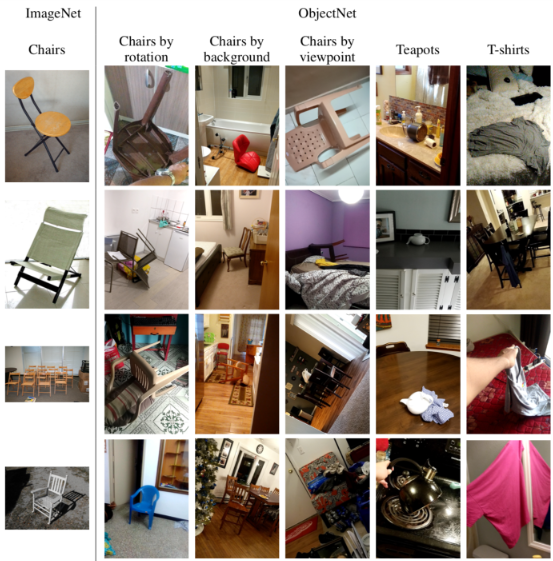 ImageNet
ObjectNet
Chairs
Chairs by
rotation
Chairs by
background
Chairs by
viewpoint
Teapots
T-shirts